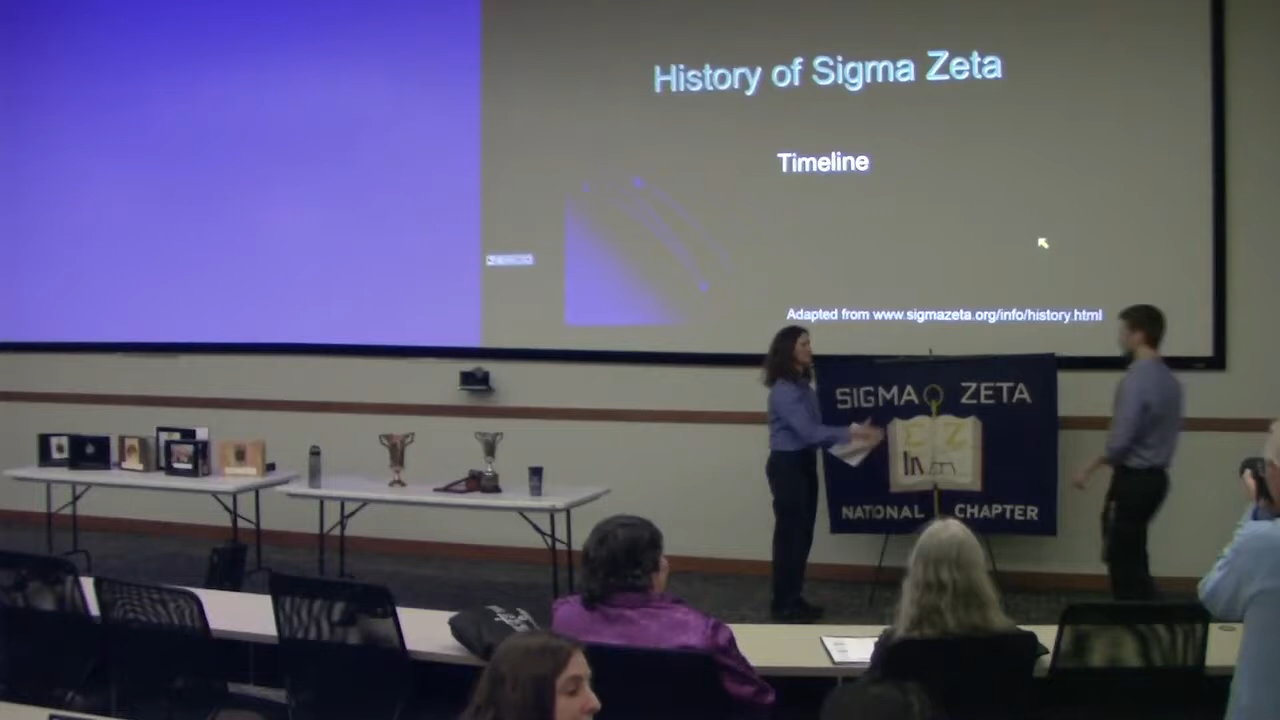 History of Sigma Zeta
Timeline
Adapted from www.sigmazeta.org/info/history.html
SIGMA ZETA
Σ Z
NATIONAL CHAPTER